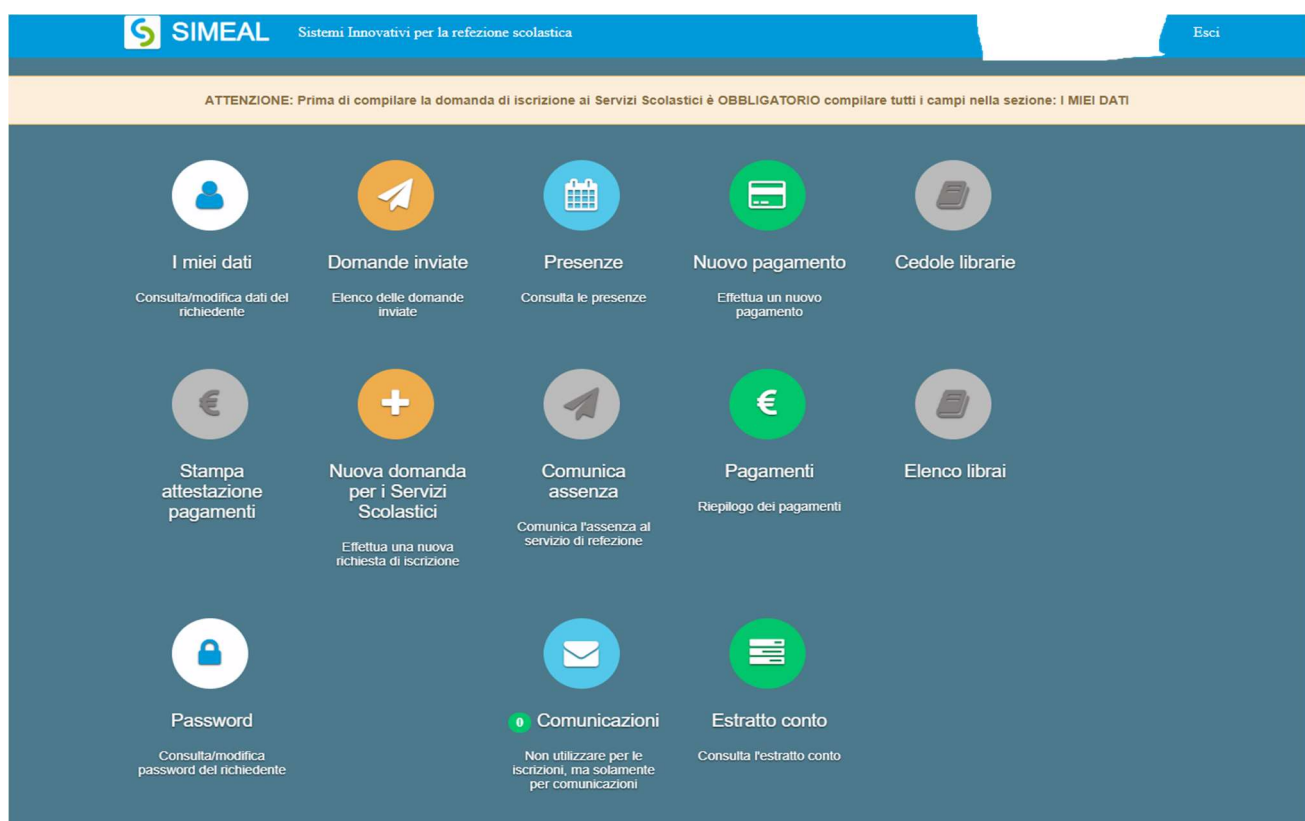 SIMEAL Sistemi Innovativi per la refezione scolastica Esci
ATTENZIONE: Prima di compilare la domanda di iscrizione ai Servizi Scolastici è OBBLIGATORIO compilare tutti i campi nella sezione: I MIEI DATI
I miei dati
Consulta/modifica dati del
richiedente
Domande inviate
Elenco delle domande
inviate
Presenze
Consulta le presenze
Nuovo pagamento
Effettua un nuovo
pagamento
Cedole librarie
€
Stampa
attestazione
pagamenti
Nuova domanda
per i Servizi
Scolastici
Effettua una nuova
richiesta di iscrizione
Comunica
assenza
Comunica l'assenza al
servizio di refezione
€
Pagamenti
Riepilogo dei pagamenti
Elenco librai
Password
Consulta/modifica
password del richiedente
0 Comunicazioni
Non utilizzare per le
iscrizioni, ma solamente
per comunicazioni
Estratto conto
Consulta l'estratto conto